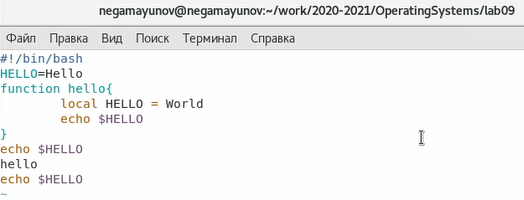 negamayunov@negamayunov:~/work/2020-2021/OperatingSystems/lab09
Файл Правка Вид Поиск Терминал Справка
#!/bin/bash
HELLO=Hello
function hello{
        local HELLO = World
        echo $HELLO
}
echo $HELLO
hello
echo $HELLO
~